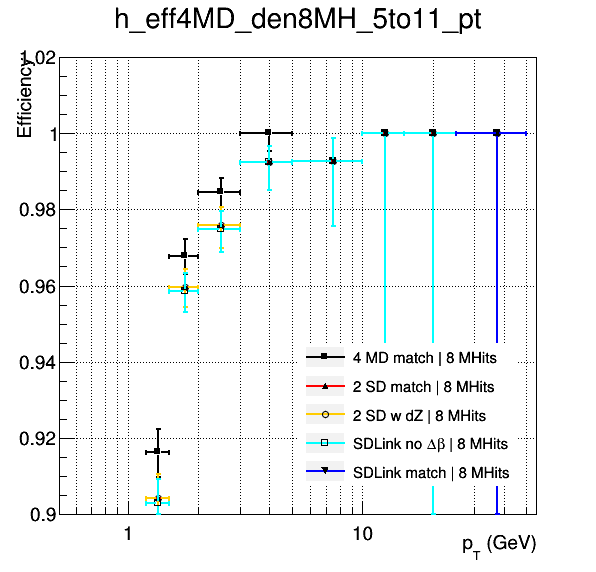 h_eff4MD_den8MH_5to11_pt
Efficiency
1.02
1
0.98
0.96
0.94
0.92
0.9
4 MD match | 8 MHits
2 SD match | 8 MHits
2 SD w dZ | 8 MHits
SDLink no Δβ | 8 MHits
SDLink match | 8 MHits
1
10
p_T (GeV)